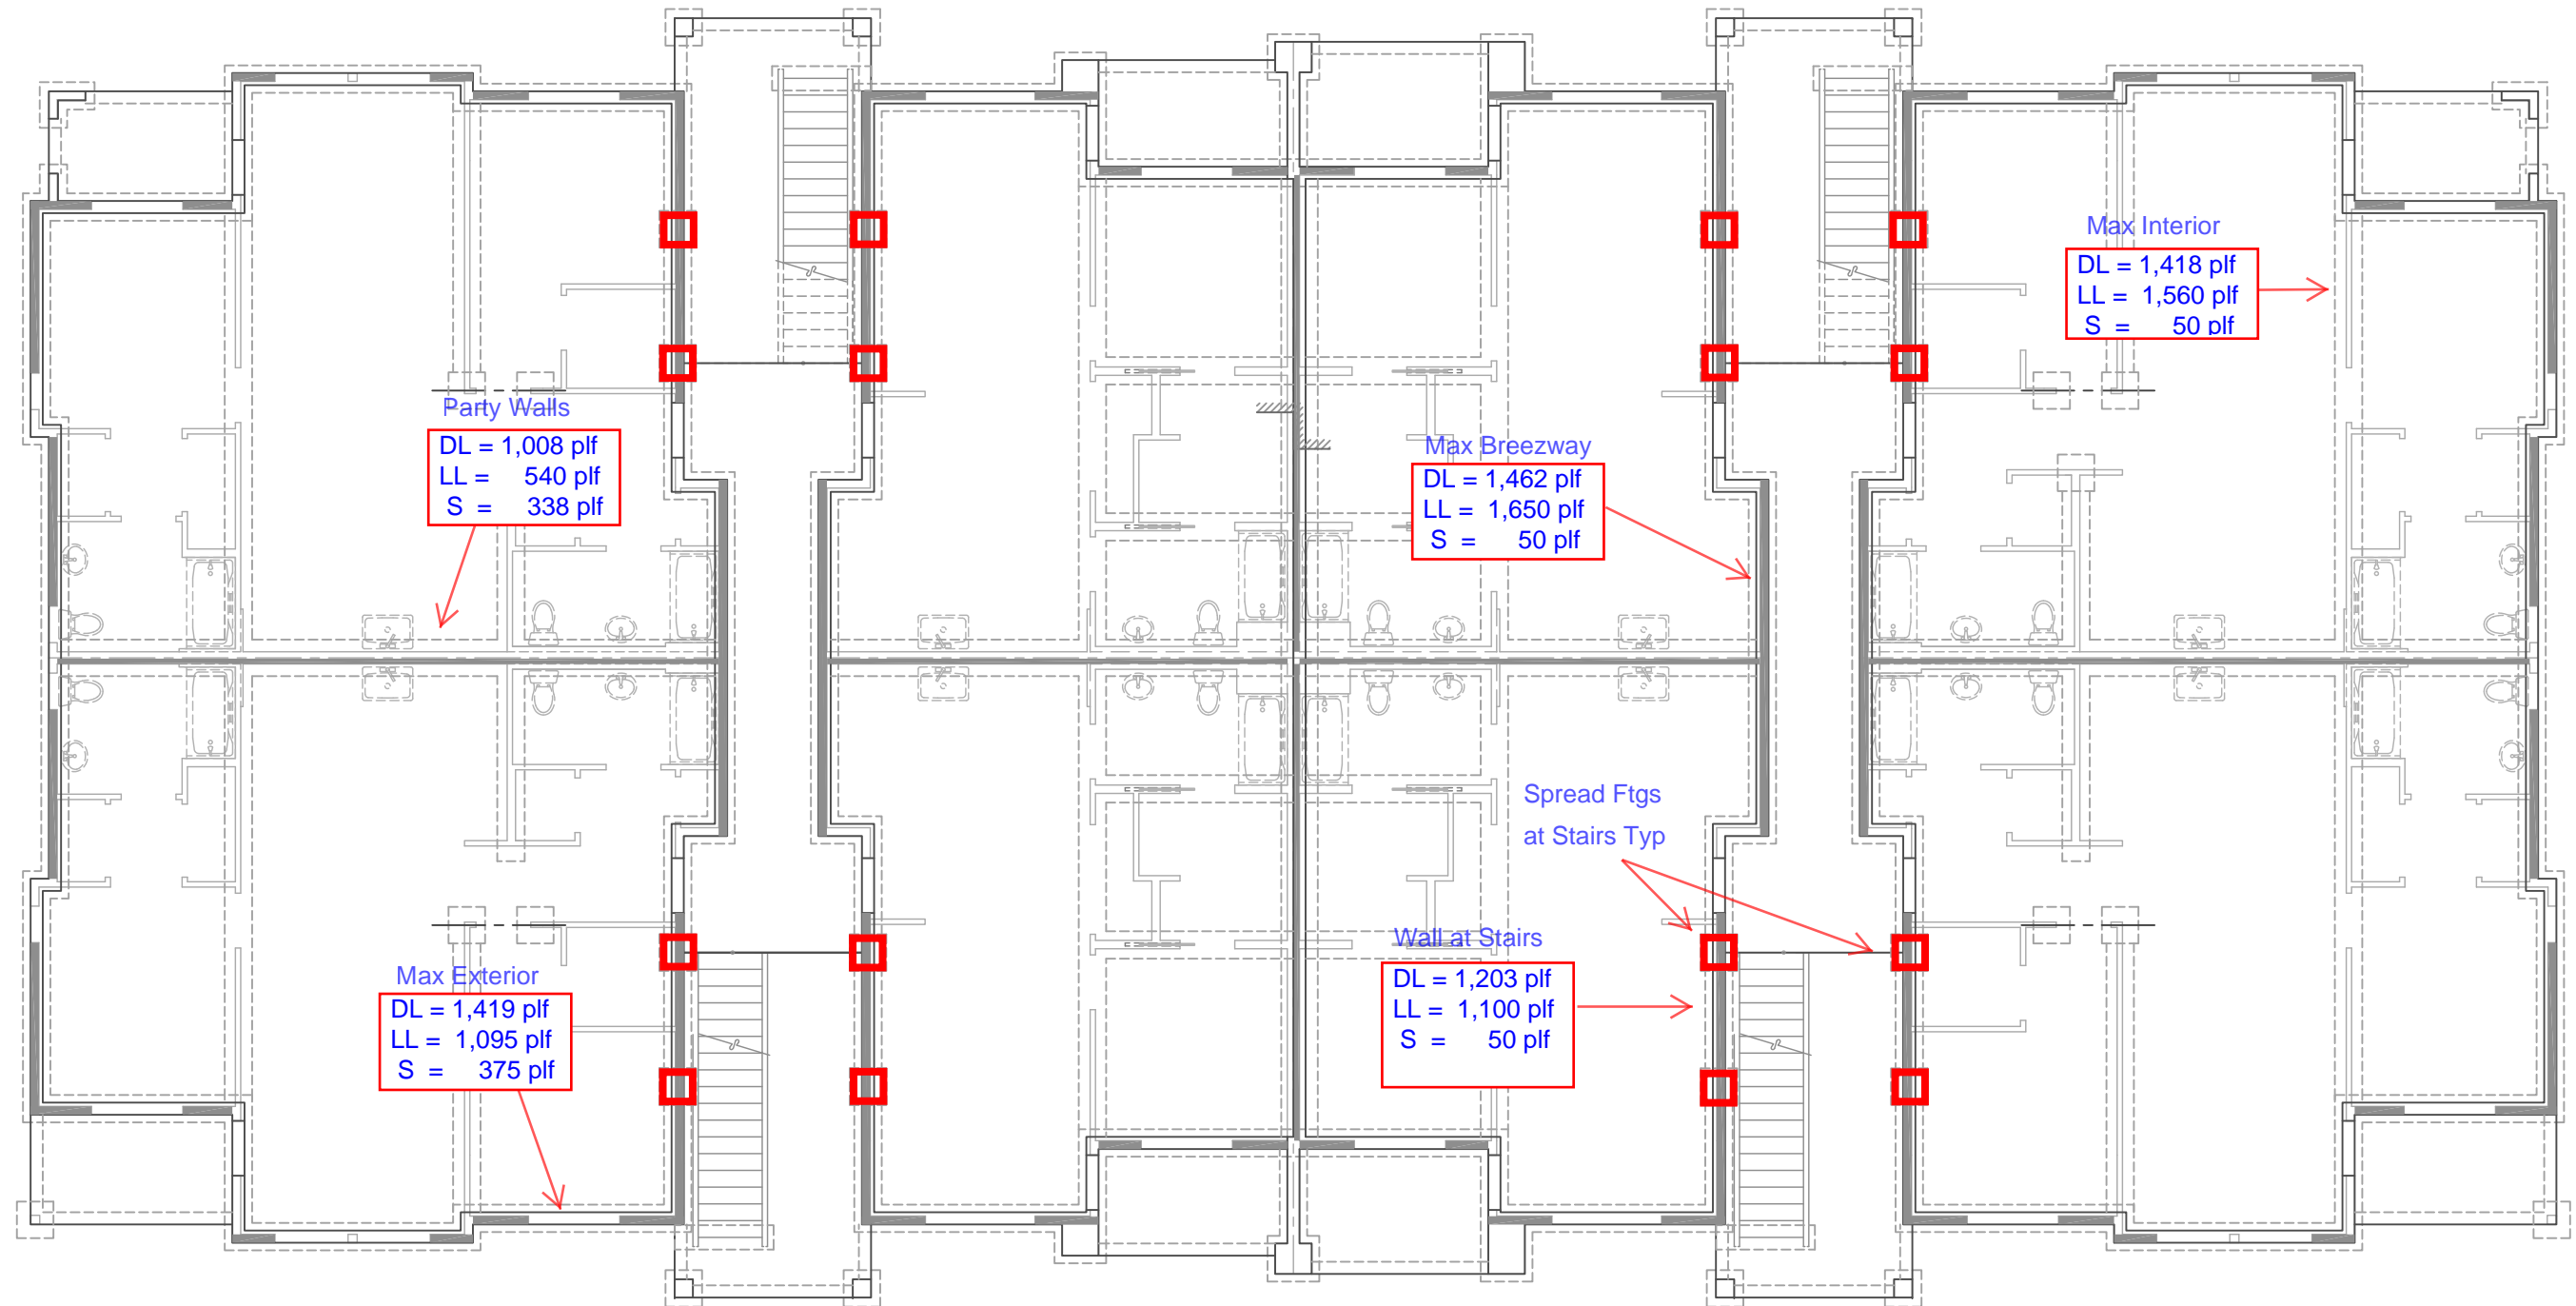 Max Interior
DL = 1,418 plf
LL = 1,560 plf
S = 50 plf
Party Walls
DL = 1,008 plf
LL = 540 plf
S = 338 plf
Max Breezway
DL = 1,462 plf
LL = 1,650 plf
S = 50 plf
Spread Ftgs
at Stairs Typ
Wall at Stairs
DL = 1,203 plf
LL = 1,100 plf
S = 50 plf
Max Exterior
DL = 1,419 plf
LL = 1,095 plf
S = 375 plf